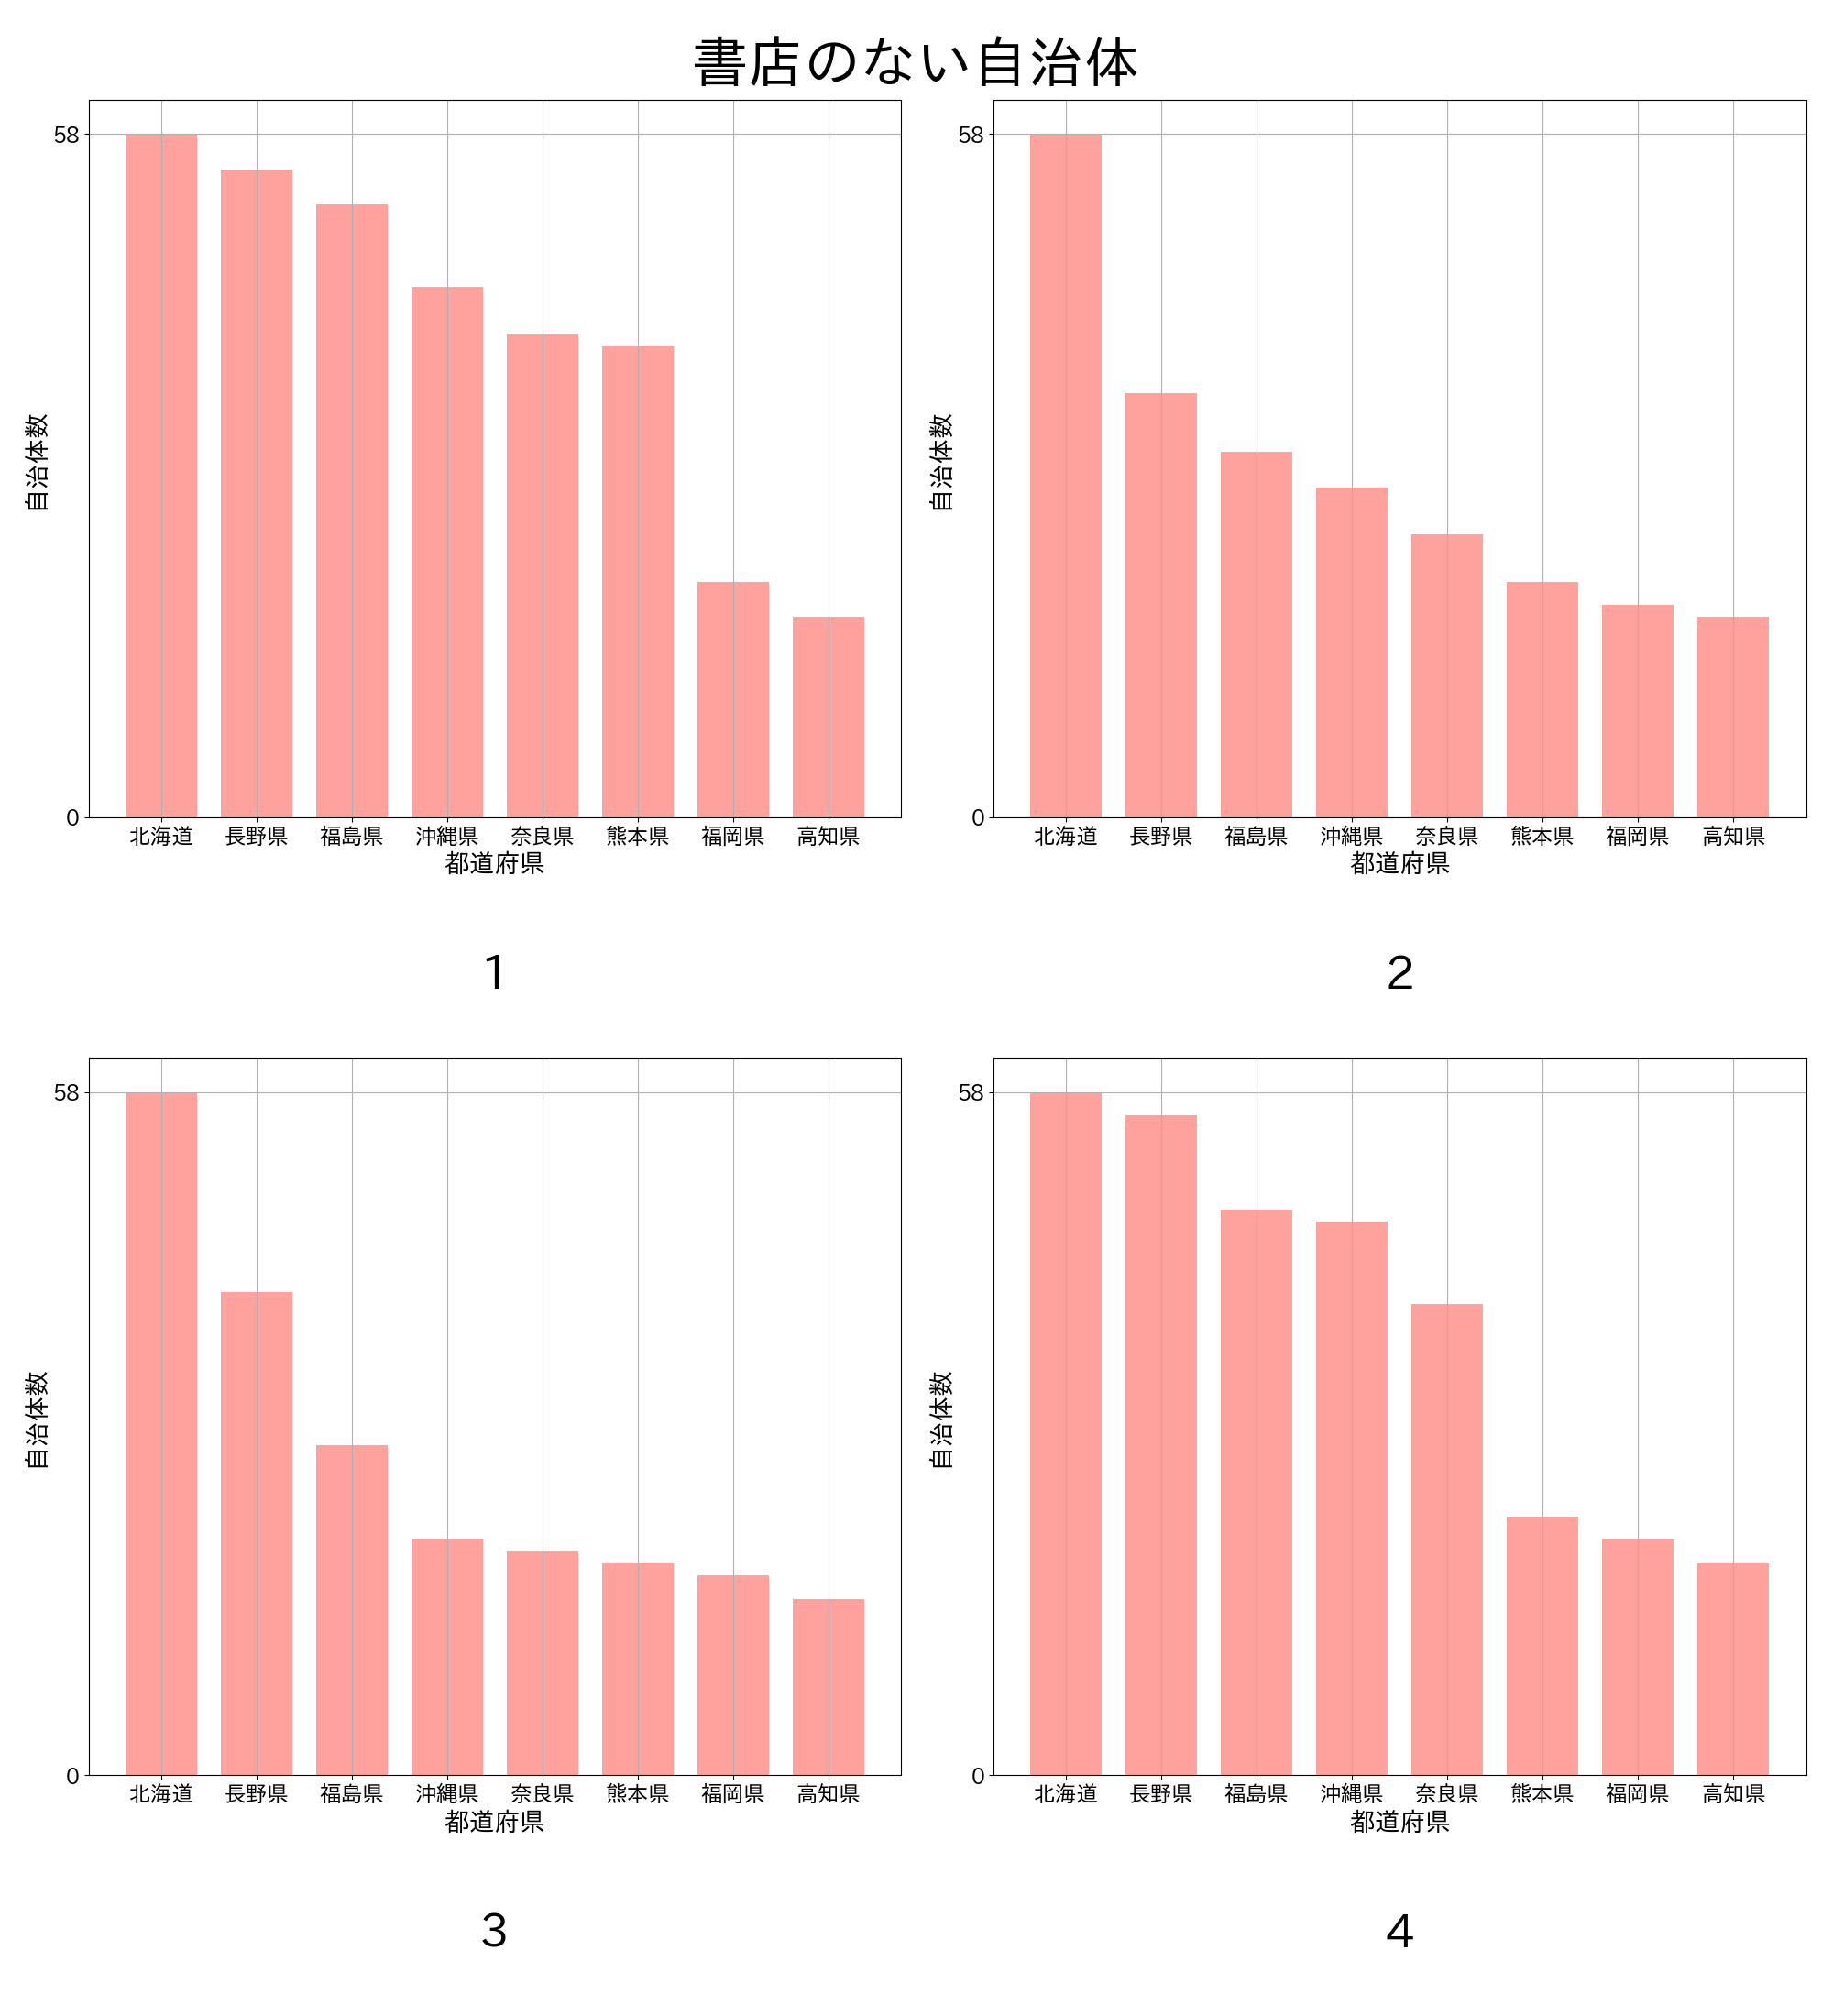 書店のない自治体
58
0
自治体数
北海道 長野県 福島県 沖縄県 奈良県 熊本県 福岡県 高知県
都道府県
1
58
0
自治体数
北海道 長野県 福島県 沖縄県 奈良県 熊本県 福岡県 高知県
都道府県
2
58
0
自治体数
北海道 長野県 福島県 沖縄県 奈良県 熊本県 福岡県 高知県
都道府県
3
58
0
自治体数
北海道 長野県 福島県 沖縄県 奈良県 熊本県 福岡県 高知県
都道府県
4